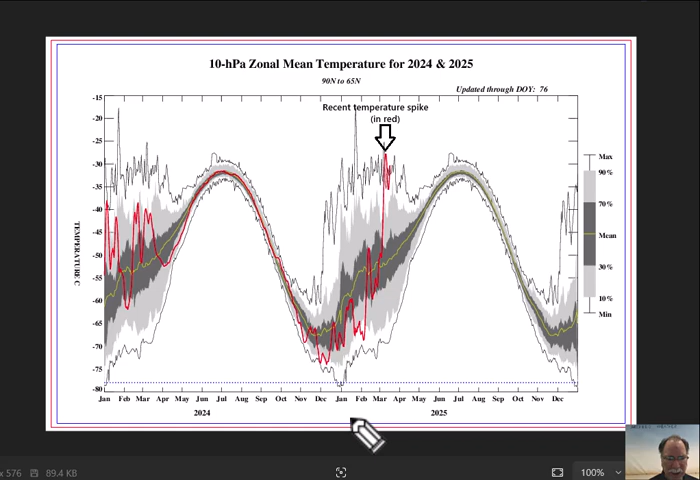 10-hPa Zonal Mean Temperature for 2024 & 2025
90N to 65N
Updated through DOY: 76
Recent temperature spike
(in red)
TEMPERATURE C
-15
-20
-25
-30
-35
-40
-45
-50
-55
-60
-65
-70
-75
-80
Max
90%
70%
Mean
30%
10%
Min
Jan Feb Mar Apr May Jun Jul Aug Sep Oct Nov Dec Jan Feb Mar Apr May Jun Jul Aug Sep Oct Nov Dec
2024 2025
x 576 89.4 KB 100%